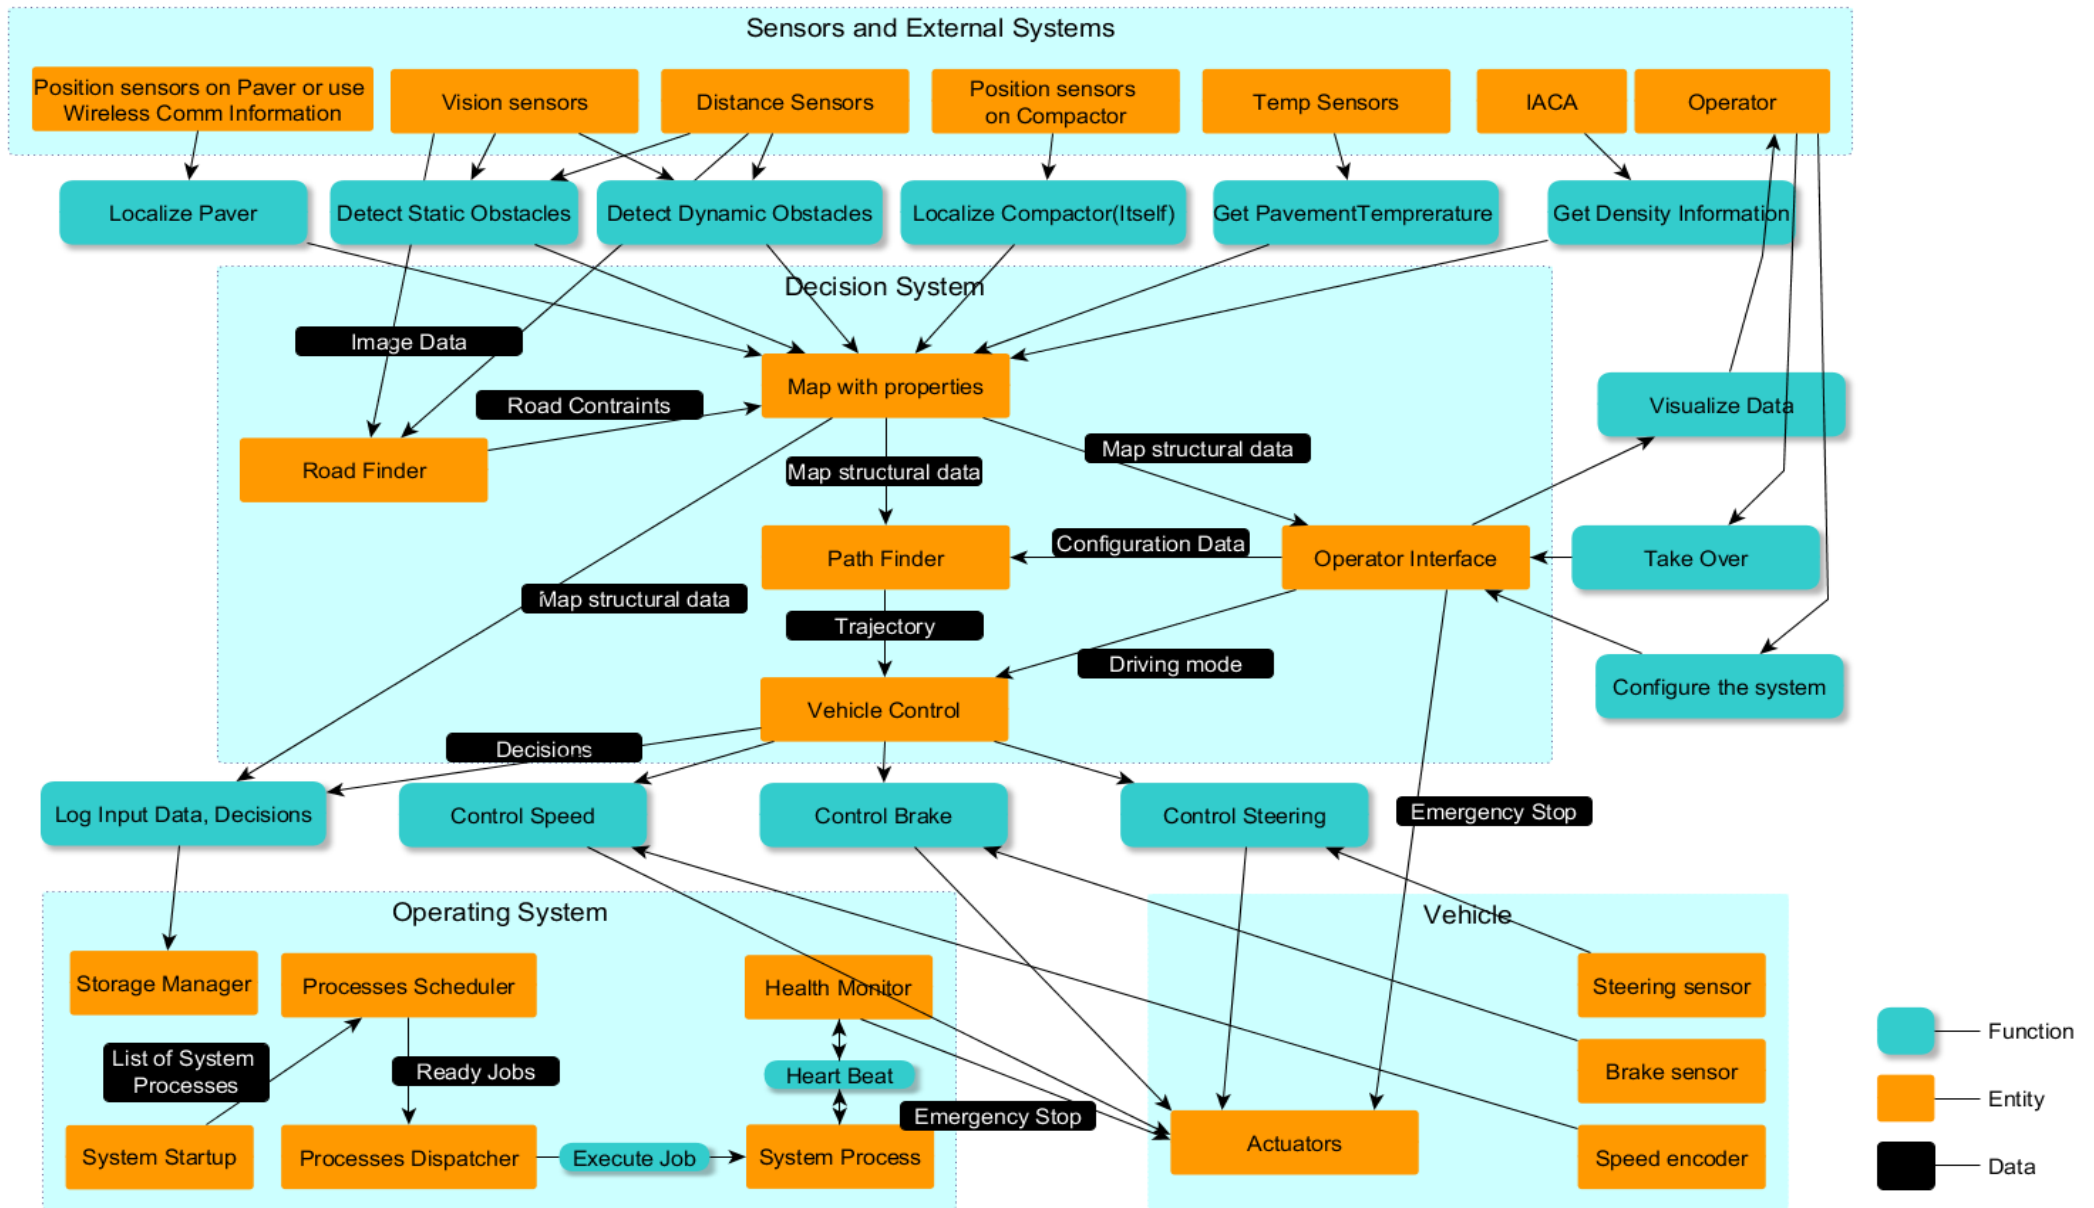 Sensors and External Systems
Position sensors on Paver or use
Wireless Comm Information
Vision sensors
Distance Sensors
Position sensors
on Compactor
Temp Sensors
IACA
Operator
Localize Paver
Detect Static Obstacles
Detect Dynamic Obstacles
Localize Compactor(Itself)
Get PavementTemprerature
Get Density Information
Decision System
Image Data
Map with properties
Road Contraints
Visualize Data
Map structural data
Road Finder
Map structural data
Configuration Data
Path Finder
Operator Interface
Take Over
Map structural data
Trajectory
Driving mode
Configure the system
Vehicle Control
Decisions
Log Input Data, Decisions
Control Speed
Control Brake
Control Steering
Emergency Stop
Operating System
Vehicle
Storage Manager
Processes Scheduler
Health Monitor
Steering sensor
List of System
Processes
Ready Jobs
Heart Beat
Brake sensor
Emergency Stop
System Startup
Processes Dispatcher
Execute Job
System Process
Actuators
Speed encoder
Function
Entity
Data